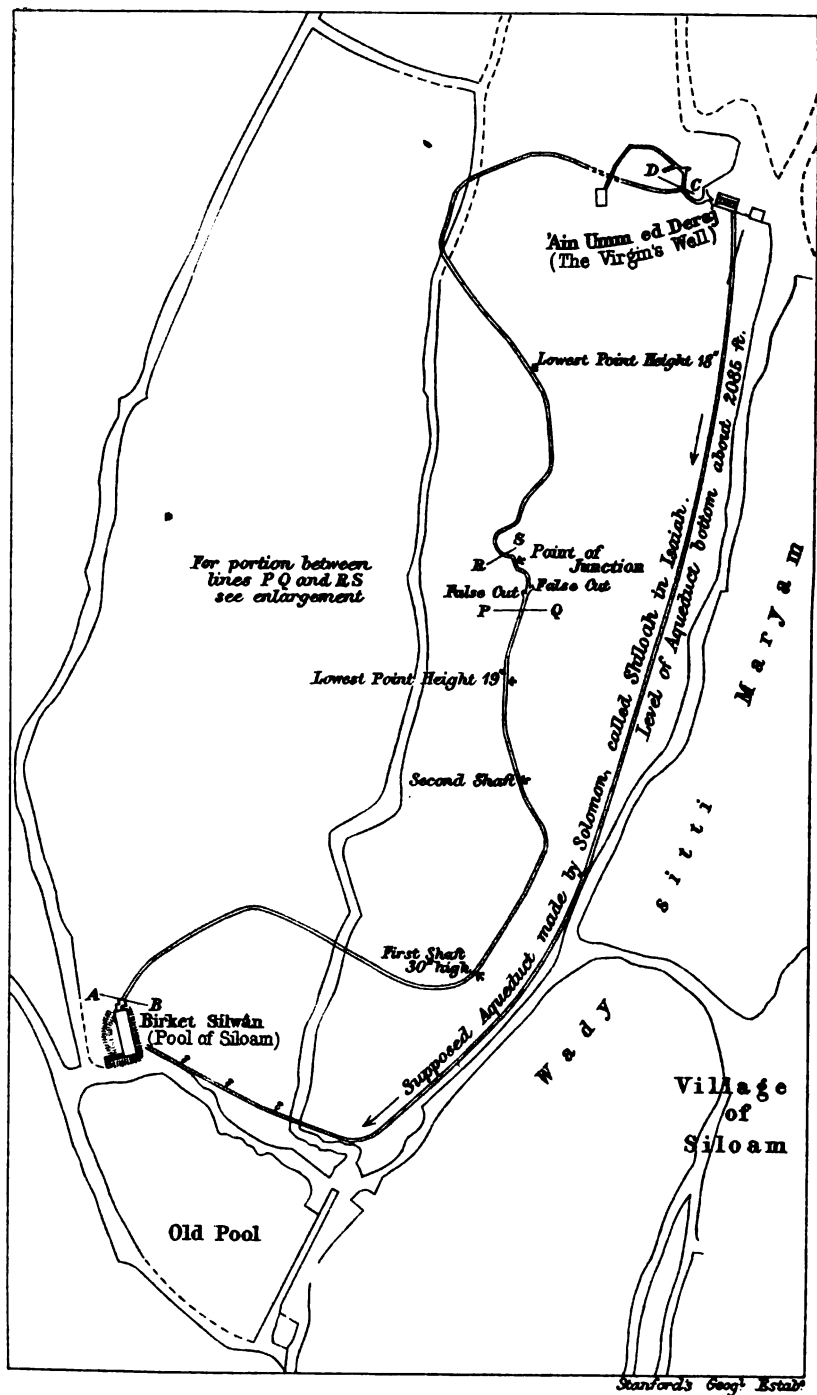 D
C
'Ain Umm ed Deraj
(The Virgin's Well)
Lowest Point Height 18"
S
R
Point of
Junction
For portion between
lines PQ and RS
see enlargement
False Cut
False Cut
P
Q
Lowest Point Height 19"
Second Shaft
Supposed Aqueduct made by Solomon, called Shiloah in Isaiah.
Level of Aqueduct bottom about 2085 ft.
First Shaft
30" high
A
B
Birket Silwân
(Pool of Siloam)
Wady
Sitti
Maryam
Village
of
Siloam
Old Pool
Stanford's Geog! Estab!